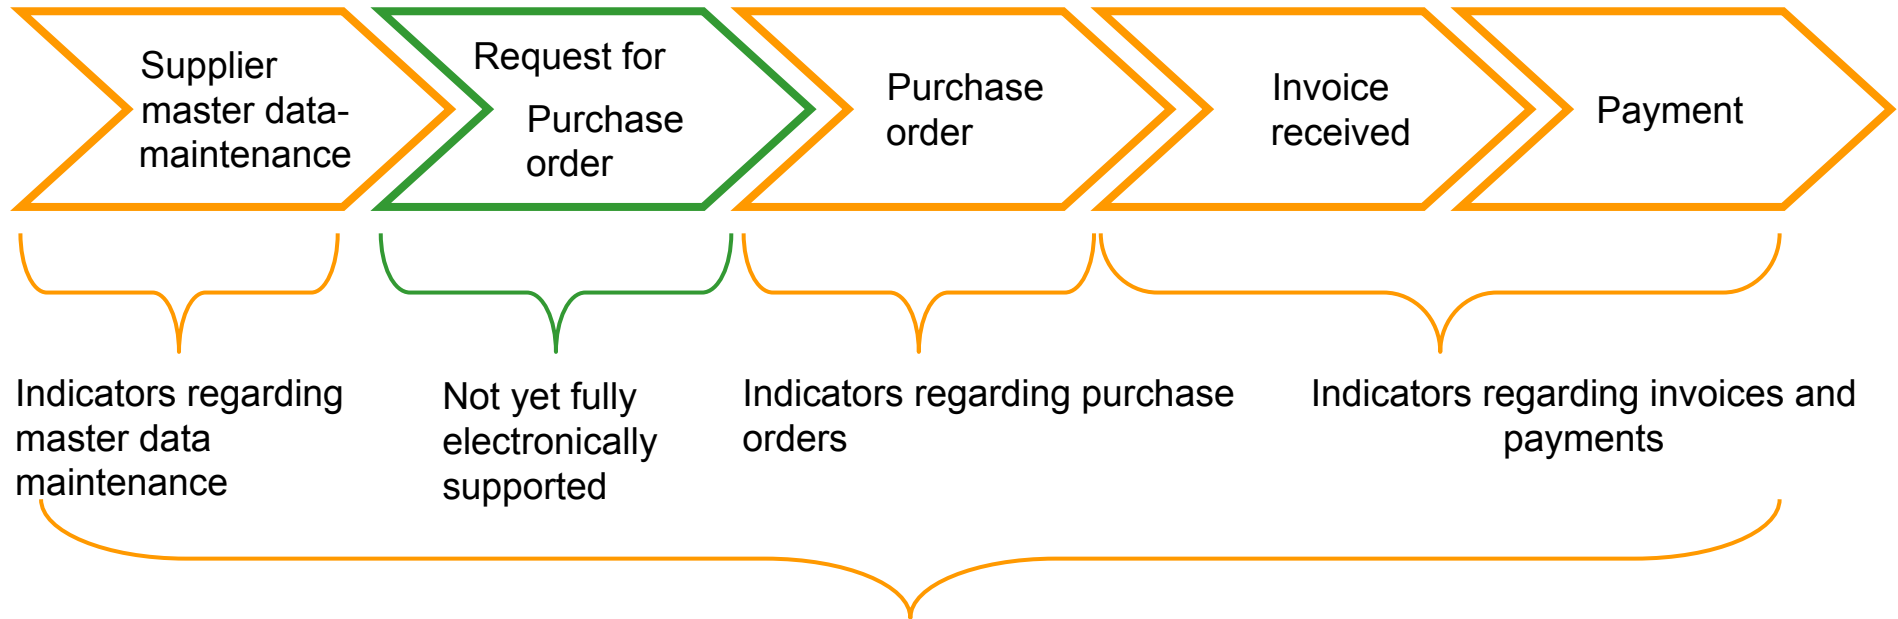 Supplier
master data-
maintenance
Request for
Purchase
order
Purchase
order
Invoice
received
Payment
Indicators regarding
master data
maintenance
Not yet fully
electronically
supported
Indicators regarding purchase
orders
Indicators regarding invoices and
payments